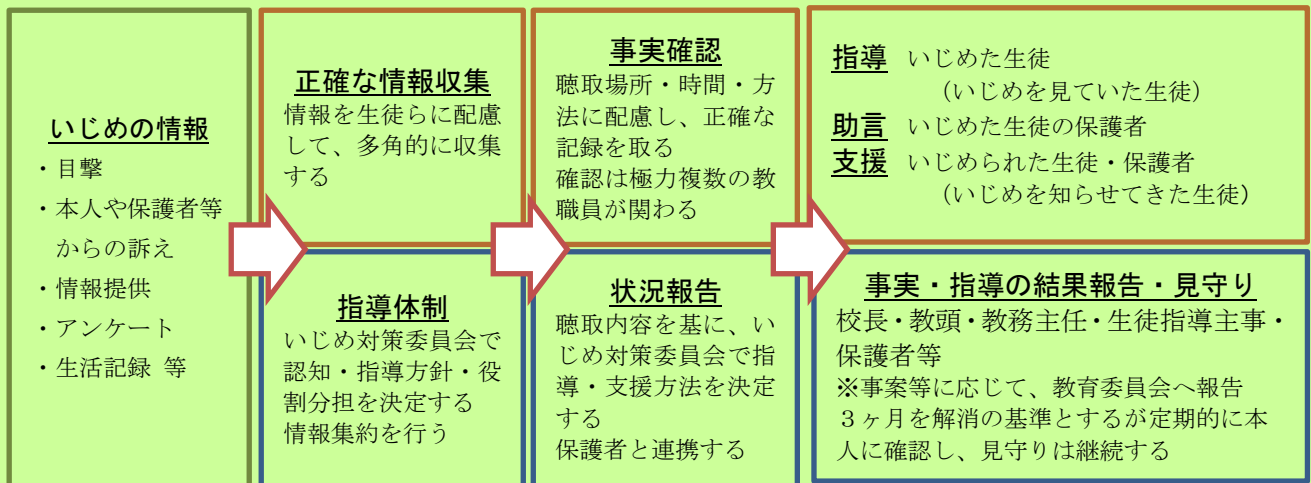 いじめの情報
・目撃
・本人や保護者等
からの訴え
・情報提供
・アンケート
・生活記録 等
正確な情報収集
情報を生徒らに配慮
して、多角的に収集
する
指導体制
いじめ対策委員会で
認知・指導方針・役
割分担を決定する
情報集約を行う
事実確認
聴取場所・時間・方
法に配慮し、正確な
記録を取る
確認は極力複数の教
職員が関わる
状況報告
聴取内容を基に、い
じめ対策委員会で指
導・支援方法を決定
する
保護者と連携する
指導 いじめた生徒
（いじめを見ていた生徒）
助言 いじめた生徒の保護者
支援 いじめられた生徒・保護者
（いじめを知らせてきた生徒）
事実・指導の結果報告・見守り
校長・教頭・教務主任・生徒指導主事・
保護者等
※事案等に応じて、教育委員会へ報告
３ヶ月を解消の基準とするが定期的に本
人に確認し、見守りは継続する